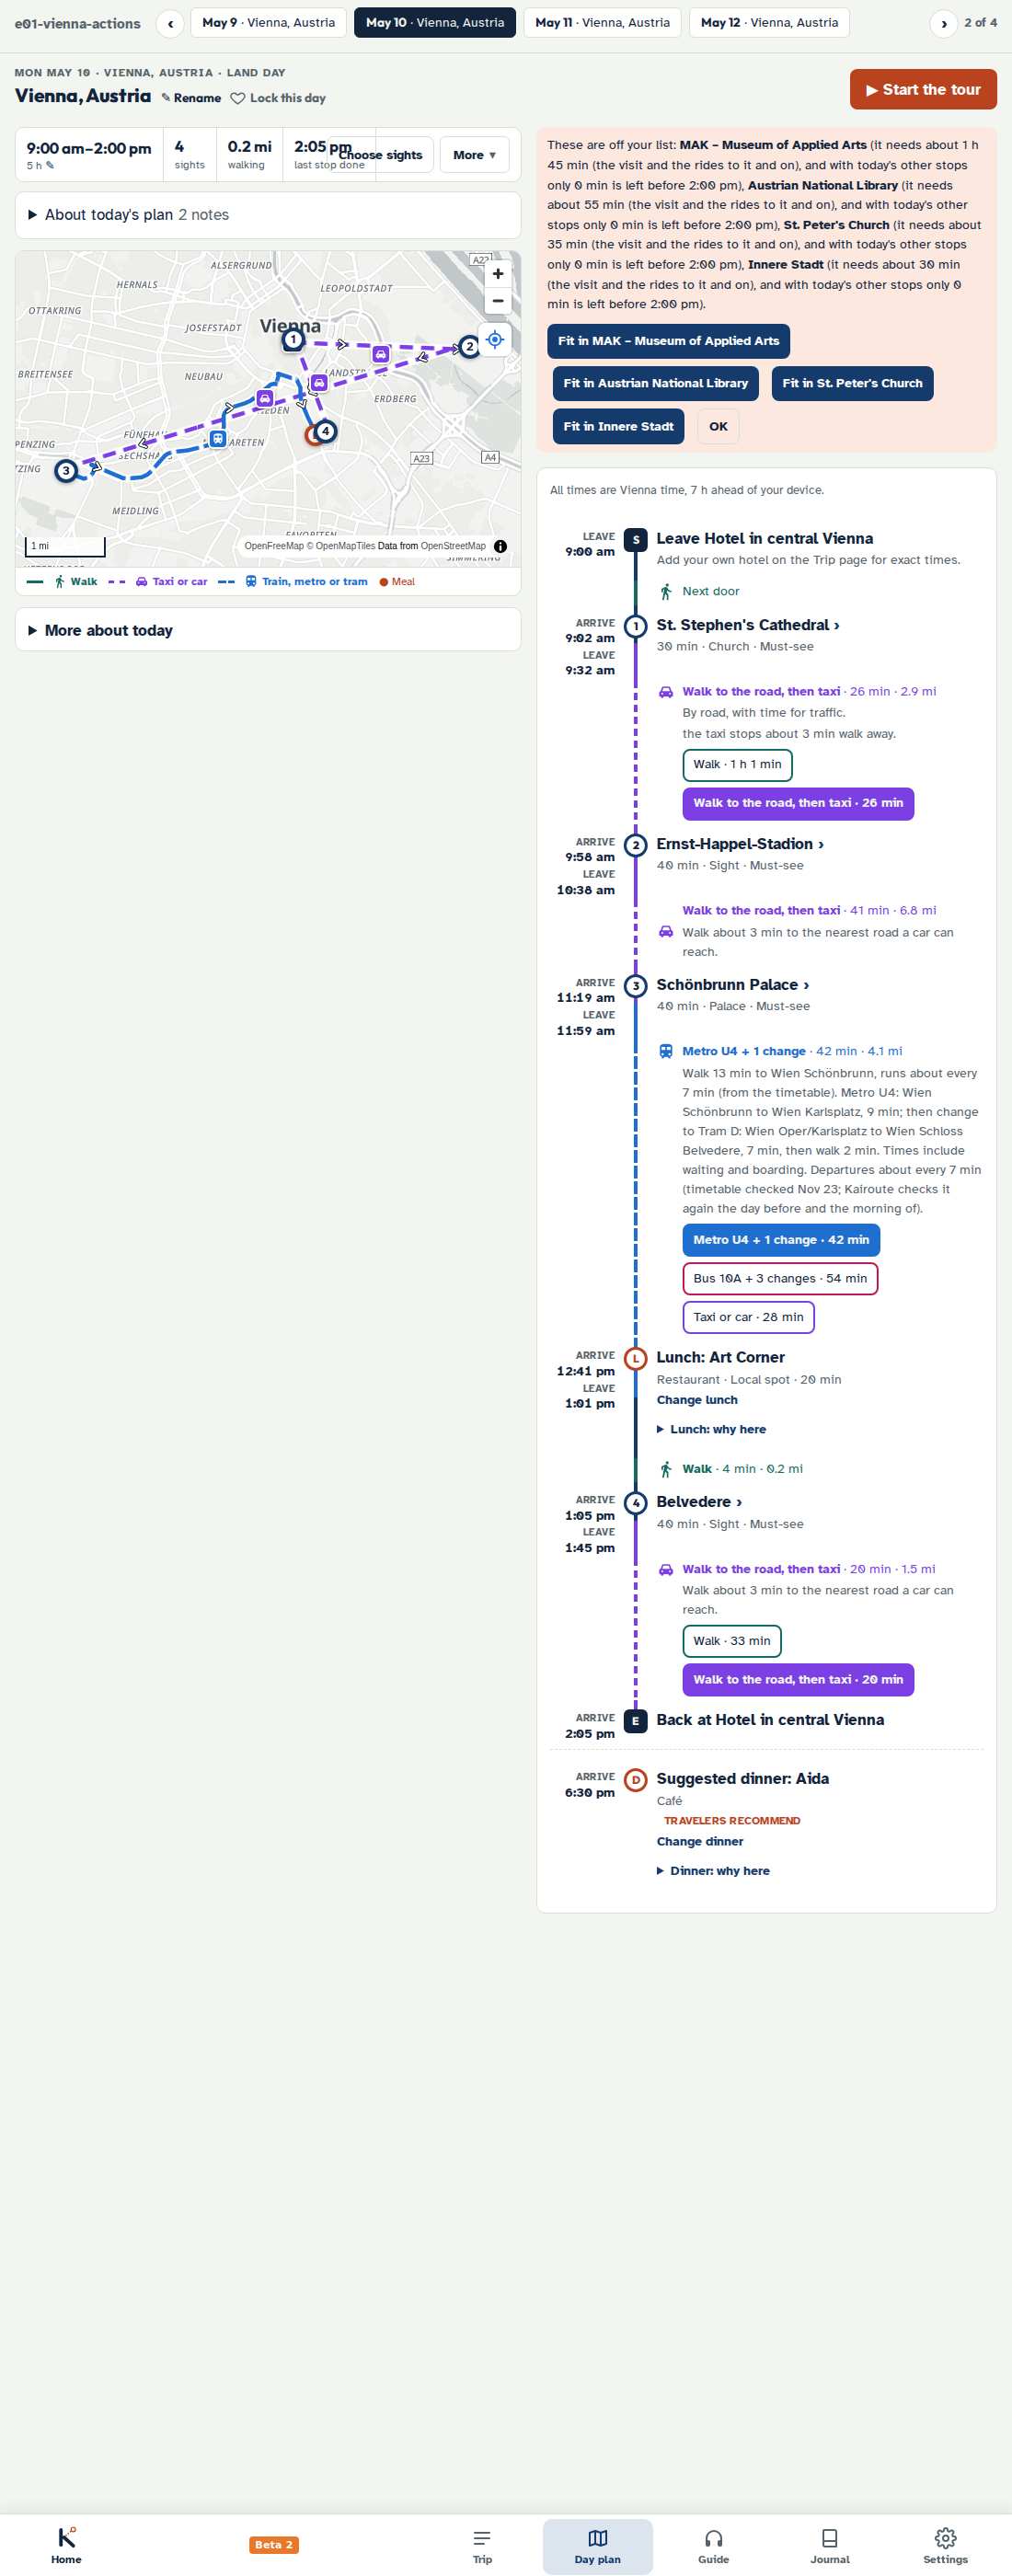 e01-vienna-actions
‹
May 9 · Vienna, Austria
May 10 · Vienna, Austria
May 11 · Vienna, Austria
May 12 · Vienna, Austria
›
2 of 4
MON MAY 10 · VIENNA, AUSTRIA · LAND DAY
Vienna, Austria ✎ Rename Lock this day
▶ Start the tour
9:00 am–2:00 pm
5 h ✎
4
sights
0.2 mi
walking
2:05 pm
last stop done
Choose sights
More ▼
▶ About today's plan 2 notes
ALSERGRUND
A22
HERNALS
LEOPOLDSTADT
OTTAKRING
JOSEFSTADT
Vienna
1
2
BREITENSEE
NEUBAU
ERDBERG
4
PENZING
A23
A4
3
MEIDLING
FAVORITEN
1 mi
OpenFreeMap © OpenMapTiles Data from OpenStreetMap
Walk
Taxi or car
Train, metro or tram
Meal
▶ More about today
These are off your list: MAK – Museum of Applied Arts (it needs about 1 h
45 min (the visit and the rides to it and on), and with today's other stops
only 0 min is left before 2:00 pm), Austrian National Library (it needs
about 55 min (the visit and the rides to it and on), and with today's other
stops only 0 min is left before 2:00 pm), St. Peter's Church (it needs about
35 min (the visit and the rides to it and on), and with today's other stops
only 0 min is left before 2:00 pm), Innere Stadt (it needs about 30 min
(the visit and the rides to it and on), and with today's other stops only 0
min is left before 2:00 pm).
Fit in MAK – Museum of Applied Arts
Fit in Austrian National Library
Fit in St. Peter's Church
Fit in Innere Stadt
OK
All times are Vienna time, 7 h ahead of your device.
LEAVE
9:00 am
S
Leave Hotel in central Vienna
Add your own hotel on the Trip page for exact times.
Next door
ARRIVE
9:02 am
LEAVE
9:32 am
1
St. Stephen's Cathedral ›
30 min · Church · Must-see
Walk to the road, then taxi · 26 min · 2.9 mi
By road, with time for traffic.
the taxi stops about 3 min walk away.
Walk · 1 h 1 min
Walk to the road, then taxi · 26 min
ARRIVE
9:58 am
LEAVE
10:38 am
2
Ernst-Happel-Stadion ›
40 min · Sight · Must-see
Walk to the road, then taxi · 41 min · 6.8 mi
Walk about 3 min to the nearest road a car can
reach.
ARRIVE
11:19 am
LEAVE
11:59 am
3
Schönbrunn Palace ›
40 min · Palace · Must-see
Metro U4 + 1 change · 42 min · 4.1 mi
Walk 13 min to Wien Schönbrunn, runs about every
7 min (from the timetable). Metro U4: Wien
Schönbrunn to Wien Karlsplatz, 9 min; then change
to Tram D: Wien Oper/Karlsplatz to Wien Schloss
Belvedere, 7 min, then walk 2 min. Times include
waiting and boarding. Departures about every 7 min
(timetable checked Nov 23; Kairoute checks it
again the day before and the morning of).
Metro U4 + 1 change · 42 min
Bus 10A + 3 changes · 54 min
Taxi or car · 28 min
ARRIVE
12:41 pm
LEAVE
1:01 pm
L
Lunch: Art Corner
Restaurant · Local spot · 20 min
Change lunch
▶ Lunch: why here
Walk · 4 min · 0.2 mi
ARRIVE
1:05 pm
LEAVE
1:45 pm
4
Belvedere ›
40 min · Sight · Must-see
Walk to the road, then taxi · 20 min · 1.5 mi
Walk about 3 min to the nearest road a car can
reach.
Walk · 33 min
Walk to the road, then taxi · 20 min
ARRIVE
2:05 pm
E
Back at Hotel in central Vienna
ARRIVE
6:30 pm
D
Suggested dinner: Aida
Café
TRAVELERS RECOMMEND
Change dinner
▶ Dinner: why here
Home
Beta 2
Trip
Day plan
Guide
Journal
Settings